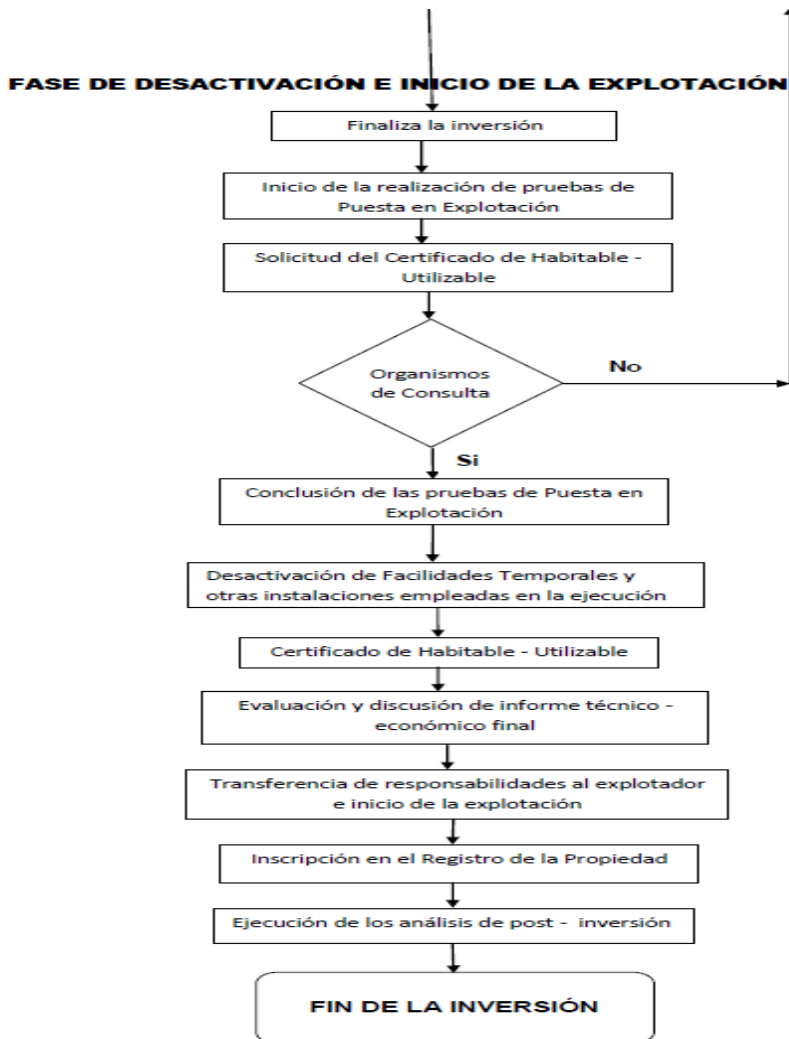 FASE DE DESACTIVACIÓN E INICIO DE LA EXPLOTACIÓN
Finaliza la inversión
Inicio de la realización de pruebas de
Puesta en Explotación
Solicitud del Certificado de Habitable -
Utilizable
Organismos
de Consulta
No
Si
Conclusión de las pruebas de Puesta en
Explotación
Desactivación de Facilidades Temporales y
otras instalaciones empleadas en la ejecución
Certificado de Habitable - Utilizable
Evaluación y discusión de informe técnico -
económico final
Transferencia de responsabilidades al explotador
e inicio de la explotación
Inscripción en el Registro de la Propiedad
Ejecución de los análisis de post - inversión
FIN DE LA INVERSIÓN